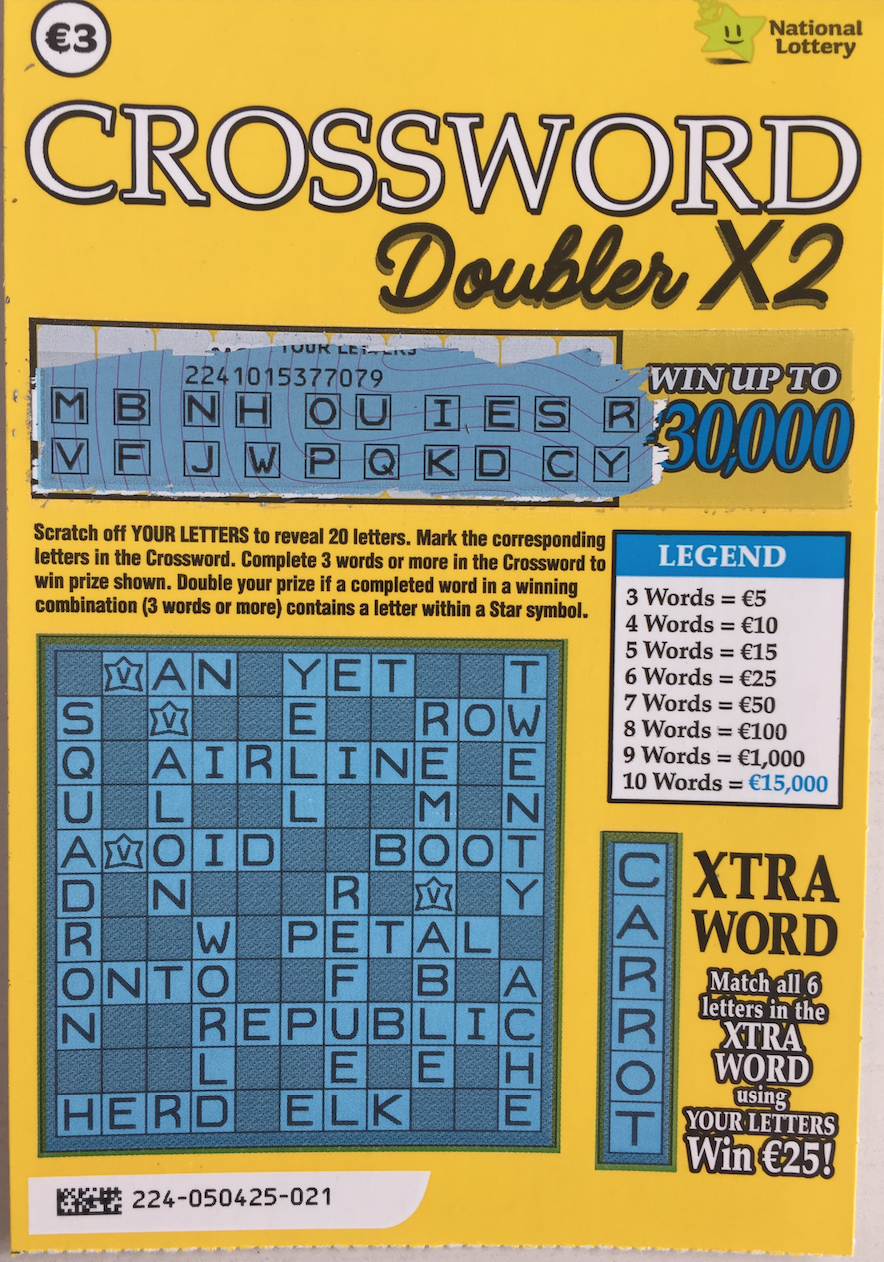 €3
National
Lottery
CROSSWORD
Doubler X2
YOUR LETTERS
2241015377079
M B N H O U I E S R
V F J W P Q K D C Y
WIN UP TO
€30,000
Scratch off YOUR LETTERS to reveal 20 letters. Mark the corresponding
letters in the Crossword. Complete 3 words or more in the Crossword to
win prize shown. Double your prize if a completed word in a winning
combination (3 words or more) contains a letter within a Star symbol.
LEGEND
3 Words = €5
4 Words = €10
5 Words = €15
6 Words = €25
7 Words = €50
8 Words = €100
9 Words = €1,000
10 Words = €15,000
V A N Y E T T
S V E R O W
Q A I R L I N E E
U L L M N
A V O I D B O O T
D N R V Y
R W P E T A L
O N T O F B A
N R E P U B L I C
L E E H
H E R D E L K E
C
A
R
R
O
T
XTRA
WORD
Match all 6
letters in the
XTRA
WORD
using
YOUR LETTERS
Win €25!
224-050425-021